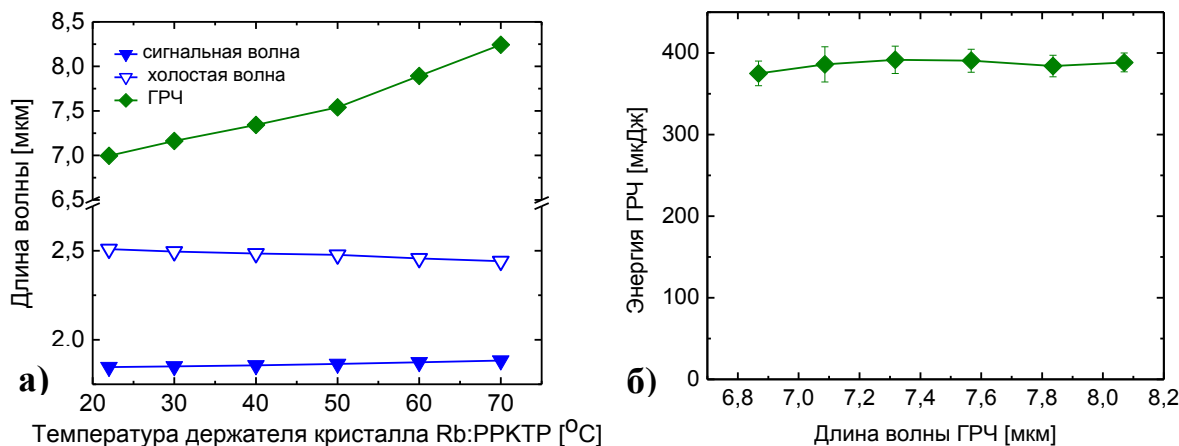 8,5
8,0
7,5
7,0
6,5
2,5
2.0
Длина волны [мкм]
сигнальная волна
холостая волна
ГРЧ
а)
20 30 40 50 60 70
Температура держателя кристалла Rb:PPKTP [ºC]
400
300
200
100
0
Энергия ГРЧ [мкДж]
б)
6,8 7,0 7,2 7,4 7,6 7,8 8,0 8,2
Длина волны ГРЧ [мкм]